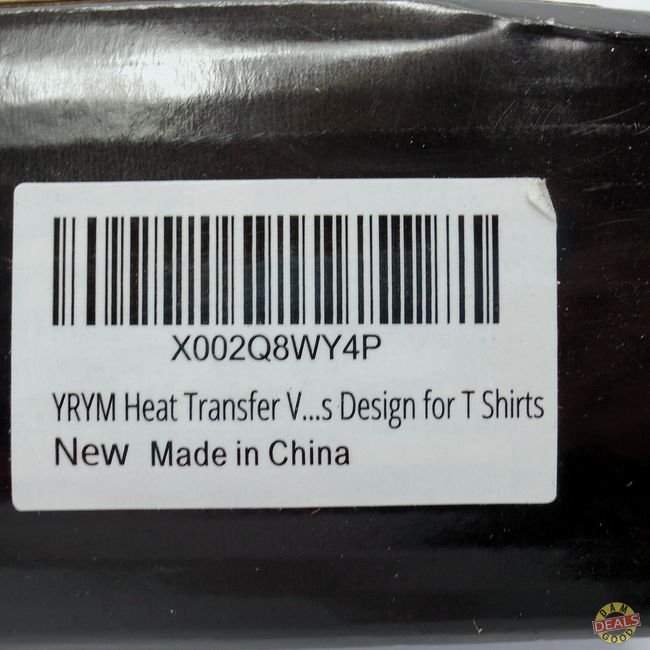 X002Q8WY4P
YRYM Heat Transfer V...s Design for T Shirts
New Made in China
DAM
DEALS
GOOD